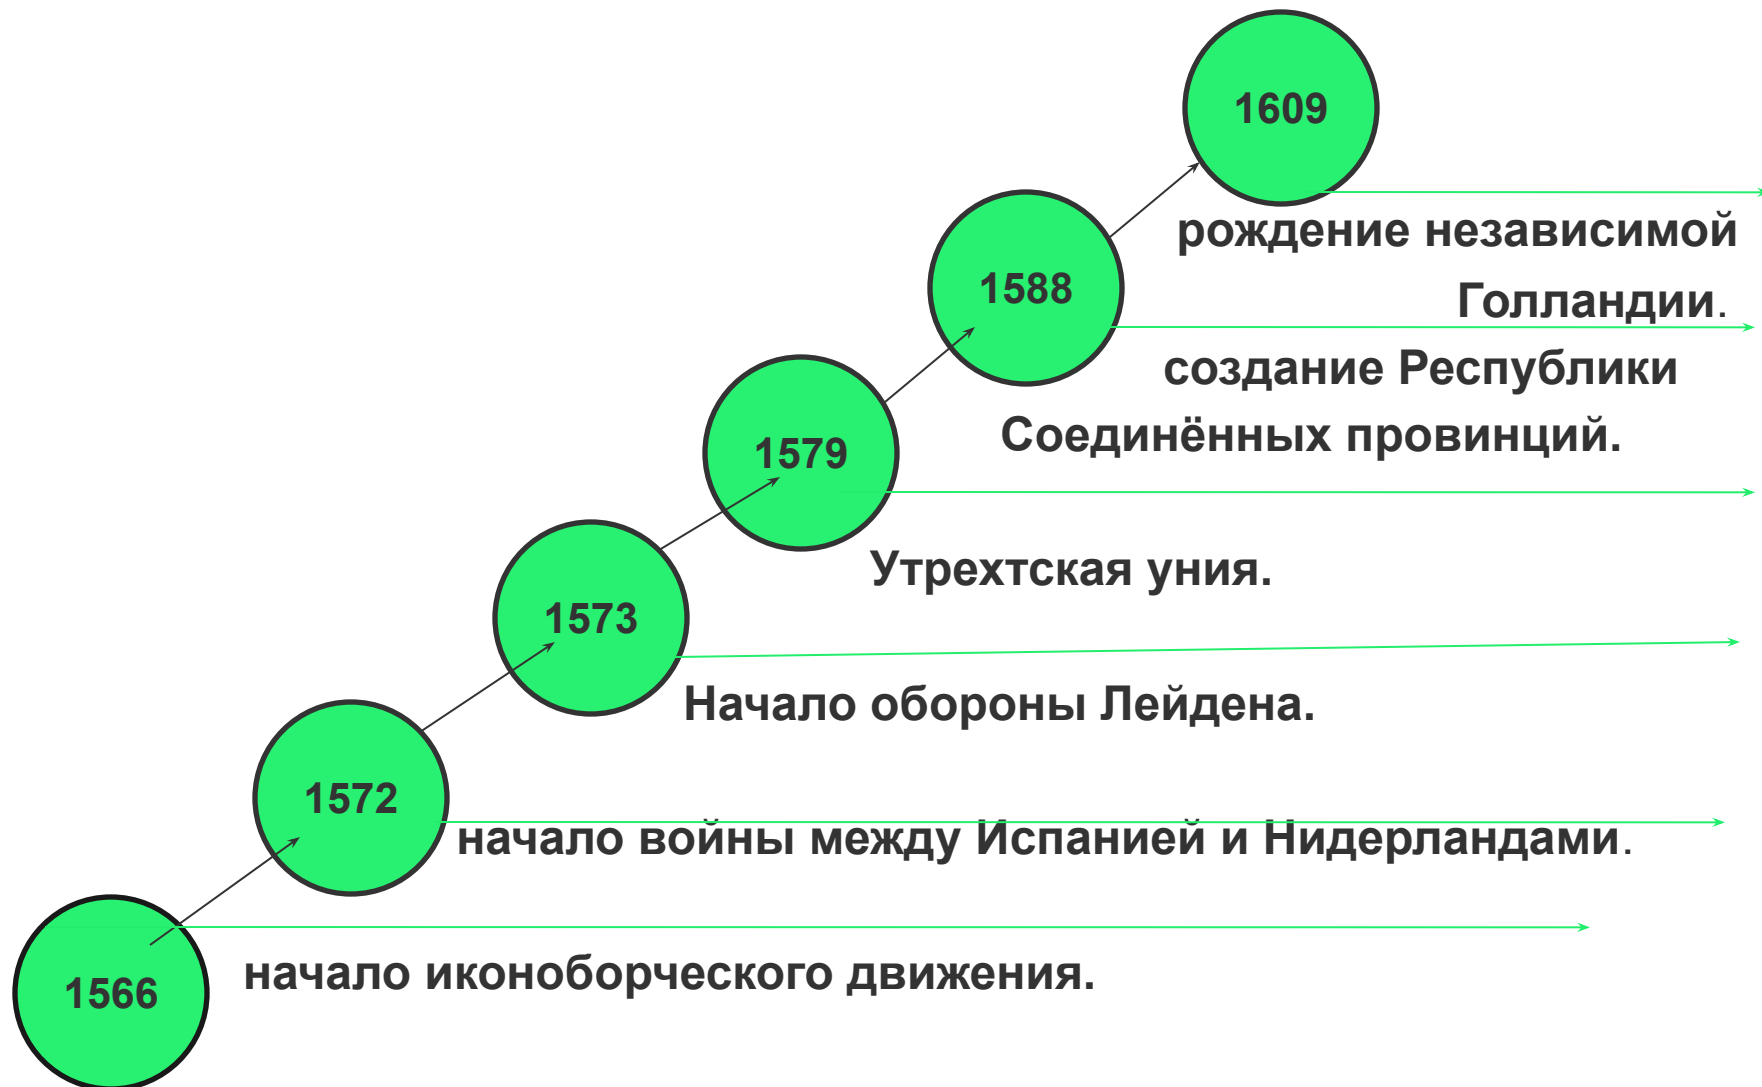 1609
рождение независимой
Голландии.
1588
создание Республики
Соединённых провинций.
1579
Утрехтская уния.
1573
Начало обороны Лейдена.
1572
начало войны между Испанией и Нидерландами.
1566
начало иконоборческого движения.